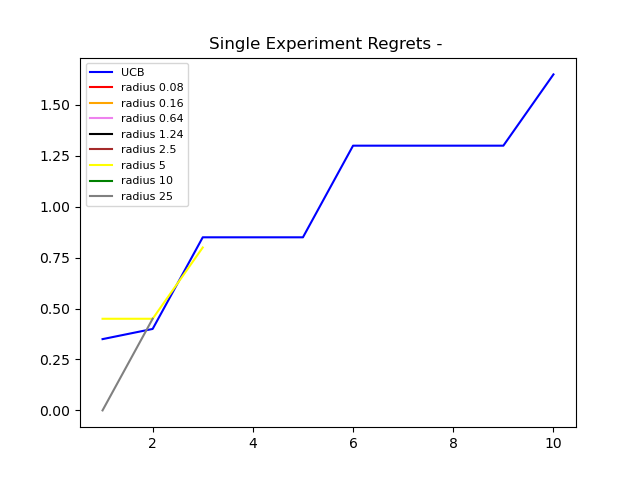 Single Experiment Regrets -
UCB
radius 0.08
radius 0.16
radius 0.64
radius 1.24
radius 2.5
radius 5
radius 10
radius 25
1.50
1.25
1.00
0.75
0.50
0.25
0.00
2 4 6 8 10